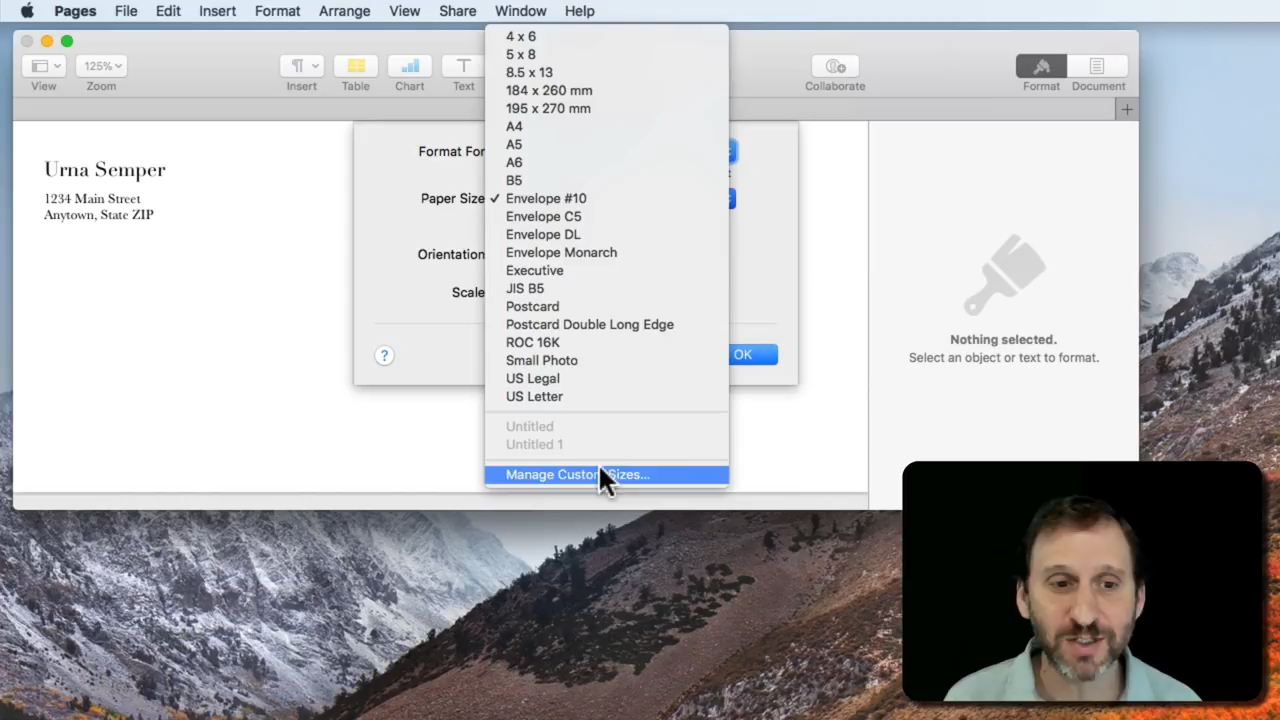 Pages File Edit Insert Format Arrange View Share Window Help
125%
View Zoom Insert Table Chart Text Collaborate Format Document
Urna Semper
1234 Main Street
Anytown, State ZIP
Format For
Paper Size
Orientation
Scale
?
OK
4 x 6
5 x 8
8.5 x 13
184 x 260 mm
195 x 270 mm
A4
A5
A6
B5
✓ Envelope #10
Envelope C5
Envelope DL
Envelope Monarch
Executive
JIS B5
Postcard
Postcard Double Long Edge
ROC 16K
Small Photo
US Legal
US Letter
Untitled
Untitled 1
Manage Custom Sizes...
Nothing selected.
Select an object or text to format.